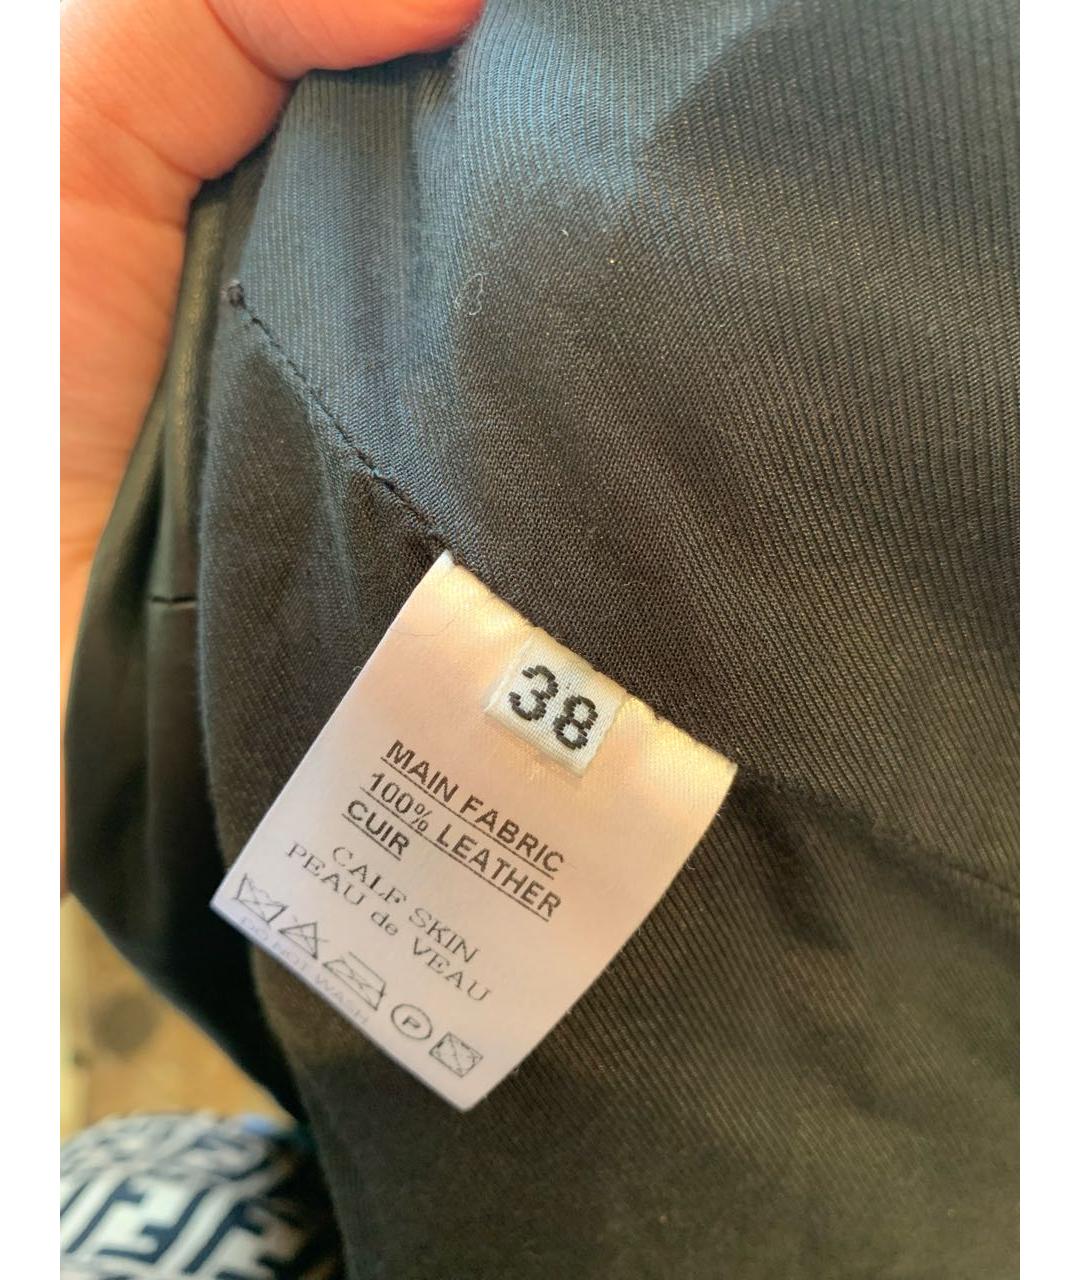 38
MAIN FABRIC
100% LEATHER
CUIR
CALF SKIN
PEAU de VEAU
P
DO NOT WASH